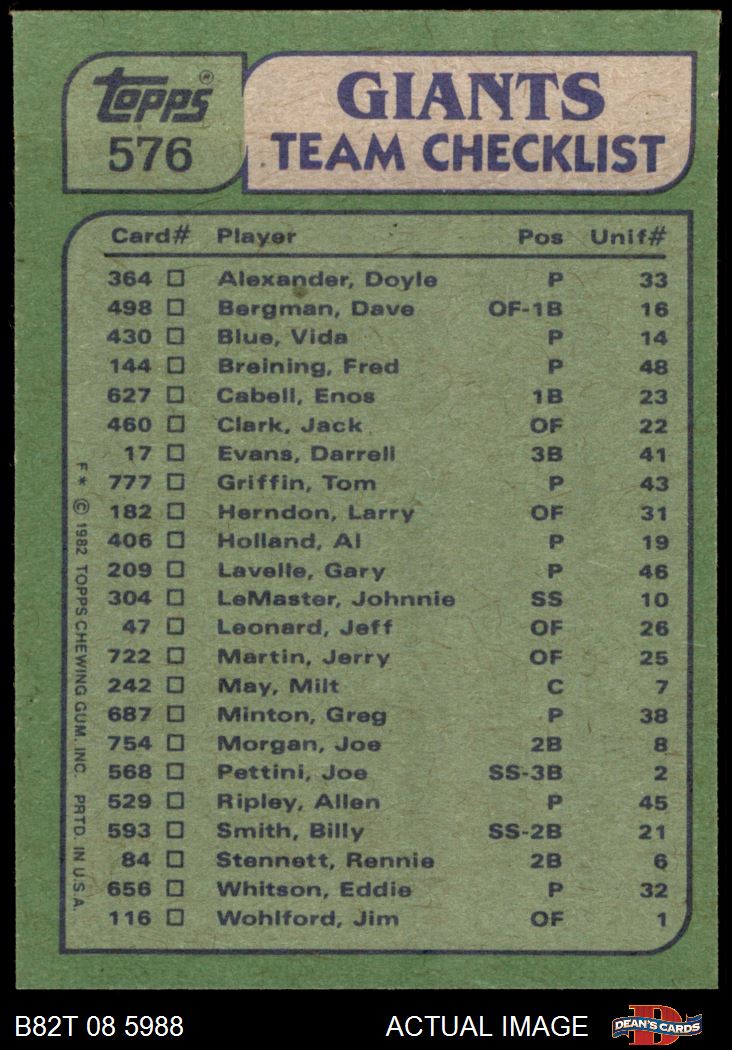 topps®
576
GIANTS
TEAM CHECKLIST
Card# Player Pos Unif#
364 Alexander, Doyle P 33
498 Bergman, Dave OF-1B 16
430 Blue, Vida P 14
144 Breining, Fred P 48
627 Cabell, Enos 1B 23
460 Clark, Jack OF 22
17 Evans, Darrell 3B 41
777 Griffin, Tom P 43
182 Herndon, Larry OF 31
406 Holland, Al P 19
209 Lavelle, Gary P 46
304 LeMaster, Johnnie SS 10
47 Leonard, Jeff OF 26
722 Martin, Jerry OF 25
242 May, Milt C 7
687 Minton, Greg P 38
754 Morgan, Joe 2B 8
568 Pettini, Joe SS-3B 2
529 Ripley, Allen P 45
593 Smith, Billy SS-2B 21
84 Stennett, Rennie 2B 6
656 Whitson, Eddie P 32
116 Wohlford, Jim OF 1
F* © 1982 TOPPS CHEWING GUM. INC. PRTD. IN U.S.A.
B82T 08 5988 ACTUAL IMAGE
D
DEAN'S CARDS